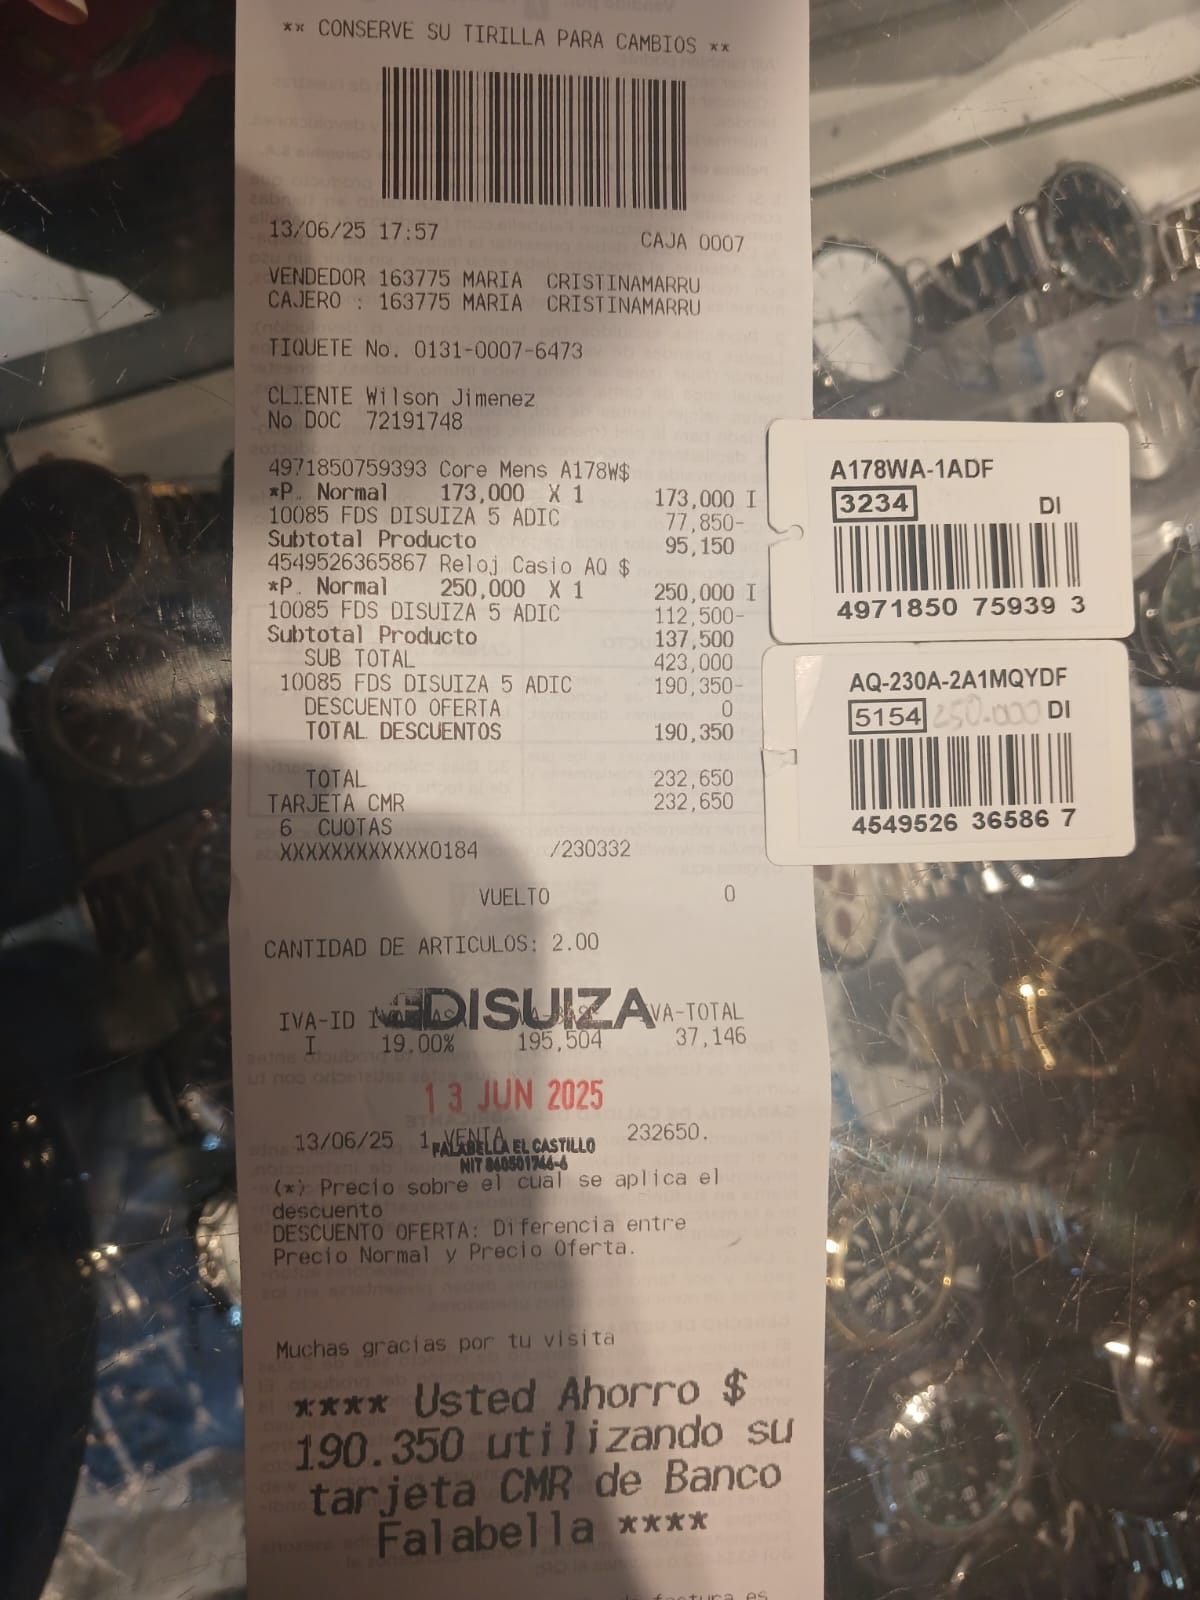 ** CONSERVE SU TIRILLA PARA CAMBIOS **
13/06/25 17:57 CAJA 0007
VENDEDOR 163775 MARIA CRISTINAMARRU
CAJERO : 163775 MARIA CRISTINAMARRU
TIQUETE No. 0131-0007-6473
CLIENTE Wilson Jimenez
No DOC 72191748
4971850759393 Core Mens A178W$
*P. Normal 173,000 X 1 173,000 I
10085 FDS DISUIZA 5 ADIC 77,850-
Subtotal Producto 95,150
4549526365867 Reloj Casio AQ $
*P. Normal 250,000 X 1 250,000 I
10085 FDS DISUIZA 5 ADIC 112,500-
Subtotal Producto 137,500
SUB TOTAL 423,000
10085 FDS DISUIZA 5 ADIC 190,350-
DESCUENTO OFERTA 0
TOTAL DESCUENTOS 190,350
TOTAL 232,650
TARJETA CMR 232,650
6 CUOTAS
XXXXXXXXXXXX0184 /230332
VUELTO 0
CANTIDAD DE ARTICULOS: 2.00
DISUIZA
IVA-ID VA-TOTAL
I 19.00% 195,504 37,146
13 JUN 2025
13/06/25 1 VENTA 232650.
FALABELLA EL CASTILLO
NIT 860501746-6
(*) Precio sobre el cual se aplica el
descuento
DESCUENTO OFERTA: Diferencia entre
Precio Normal y Precio Oferta.
Muchas gracias por tu visita
**** Usted Ahorro $
190.350 utilizando su
tarjeta CMR de Banco
Falabella ****
A178WA-1ADF
3234 DI
4971850 75939 3
AQ-230A-2A1MQYDF
5154 250.000 DI
4549526 36586 7